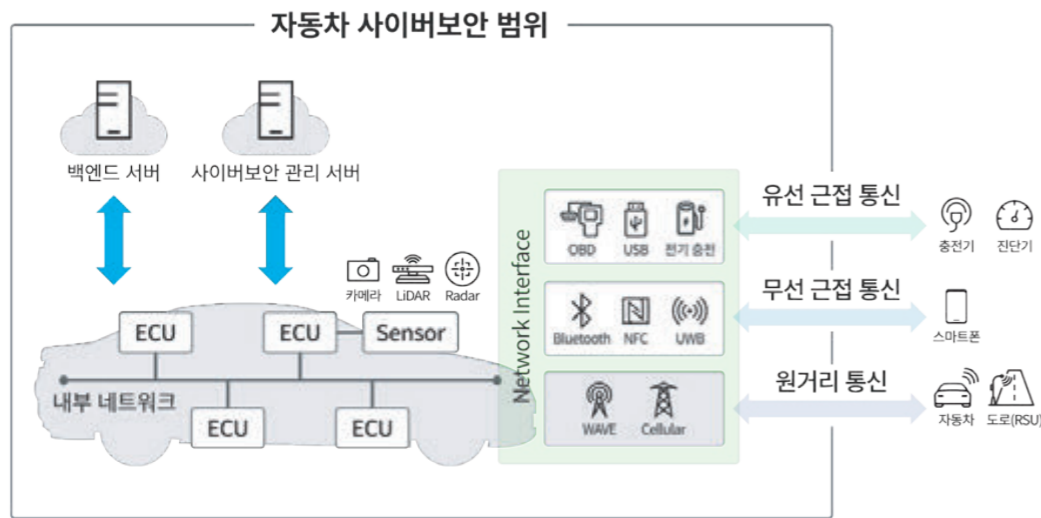 자동차 사이버보안 범위
백엔드 서버
사이버보안 관리 서버
카메라
LiDAR
Radar
ECU
ECU
Sensor
내부 네트워크
ECU
ECU
Network Interface
OBD
USB
전기 충전
Bluetooth
NFC
UWB
WAVE
Cellular
유선 근접 통신
충전기
진단기
무선 근접 통신
스마트폰
원거리 통신
자동차
도로(RSU)